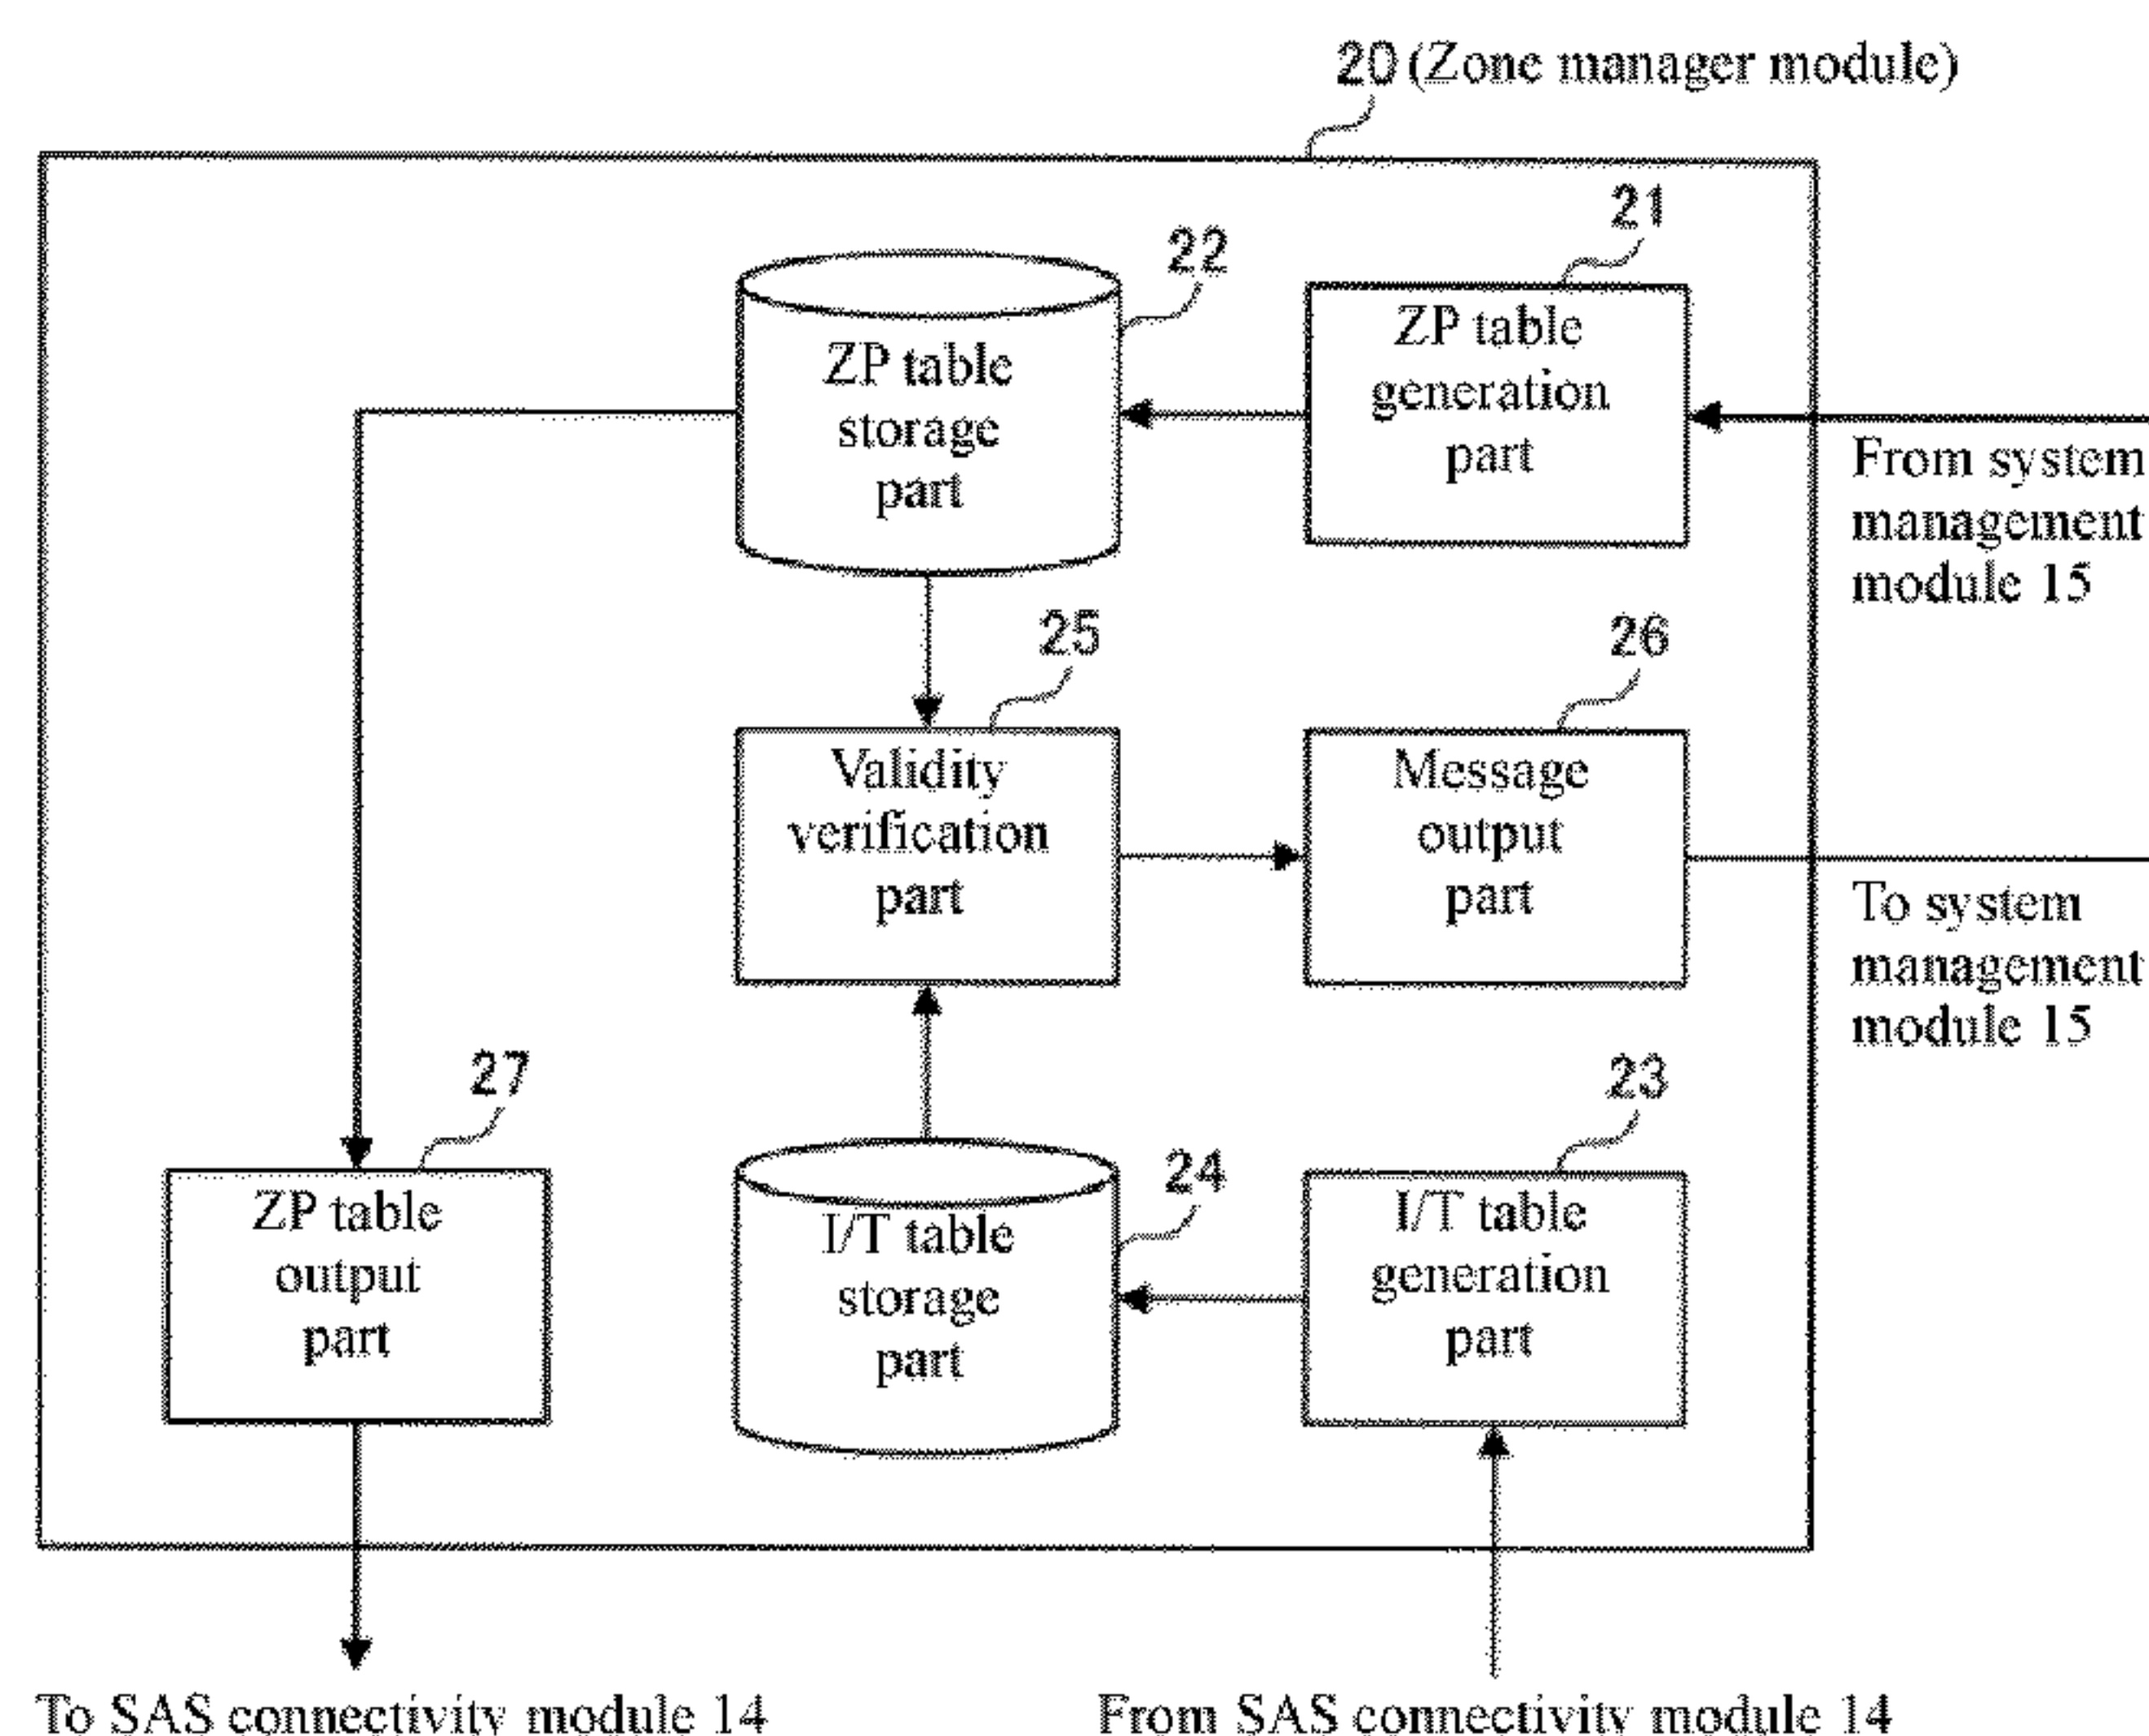 20 (Zone manager module)
21
22
ZP table
storage
part
ZP table
generation
part
From system
management
module 15
25
26
Validity
verification
part
Message
output
part
To system
management
module 15
27
24
23
ZP table
output
part
I/T table
storage
part
I/T table
generation
part
To SAS connectivity module 14
From SAS connectivity module 14